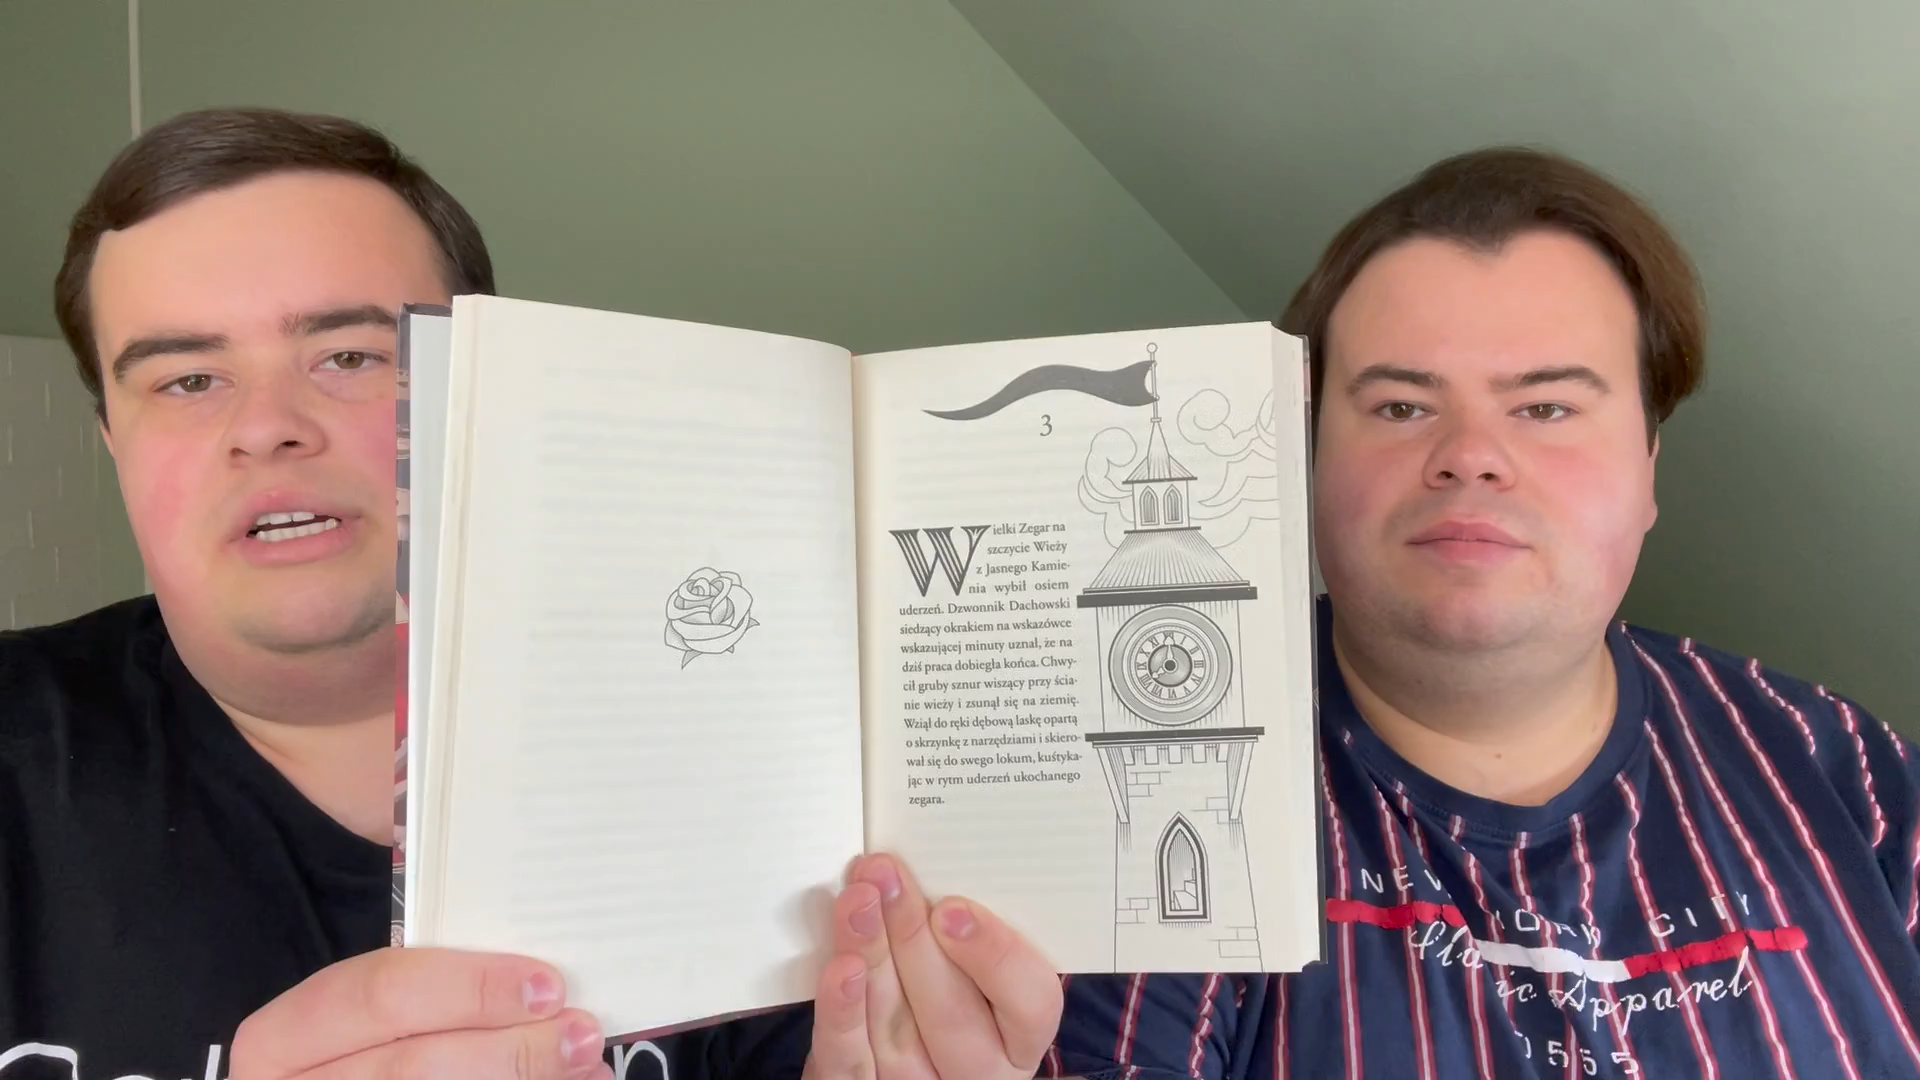 3
Wielki Zegar na
szczycie Wieży
z Jasnego Kamie-
nia wybił osiem
uderzeń. Dzwonnik Dachowski
siedzący okrakiem na wskazówce
wskazującej minuty uznał, że na
dziś praca dobiegła końca. Chwy-
cił gruby sznur wiszący przy ścia-
nie wieży i zsunął się na ziemię.
Wziął do ręki dębową laskę opartą
o skrzynkę z narzędziami i skiero-
wał się do swego lokum, kuśtyka-
jąc w rytm uderzeń ukochanego
zegara.
NEW YORK CITY
Apparel